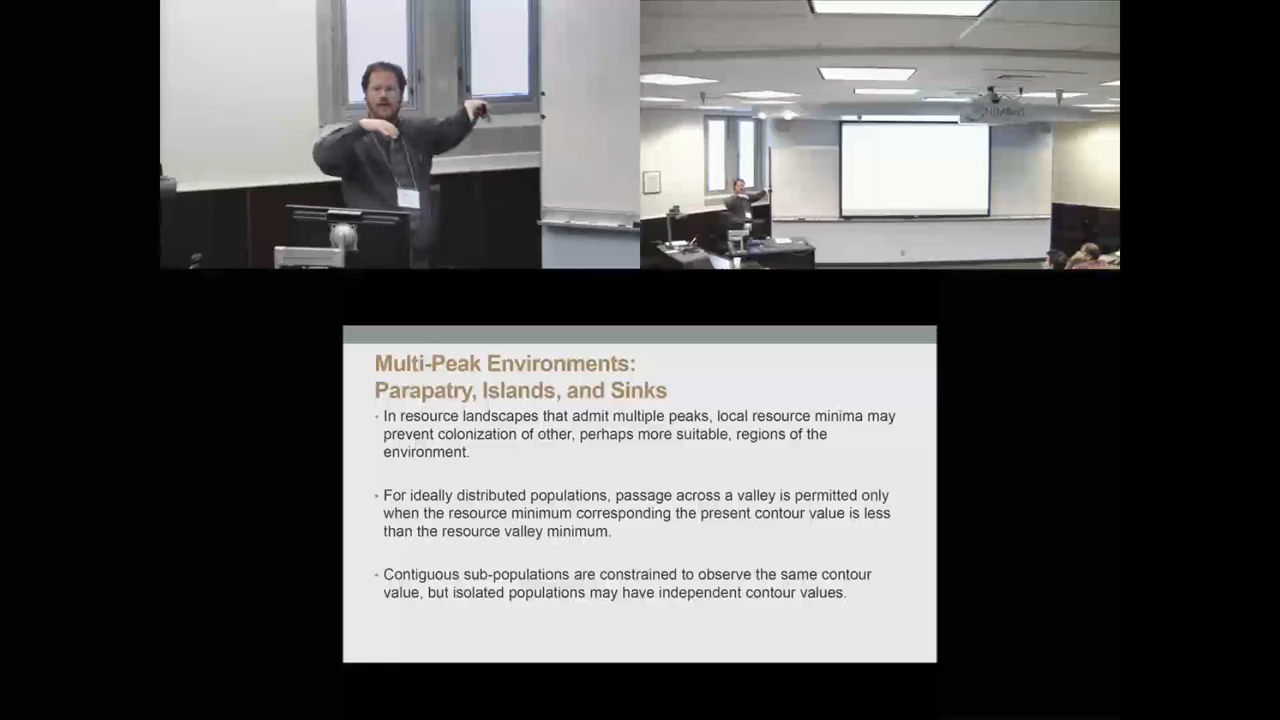 Multi-Peak Environments:
Parapatry, Islands, and Sinks
· In resource landscapes that admit multiple peaks, local resource minima may
prevent colonization of other, perhaps more suitable, regions of the
environment.
· For ideally distributed populations, passage across a valley is permitted only
when the resource minimum corresponding the present contour value is less
than the resource valley minimum.
· Contiguous sub-populations are constrained to observe the same contour
value, but isolated populations may have independent contour values.